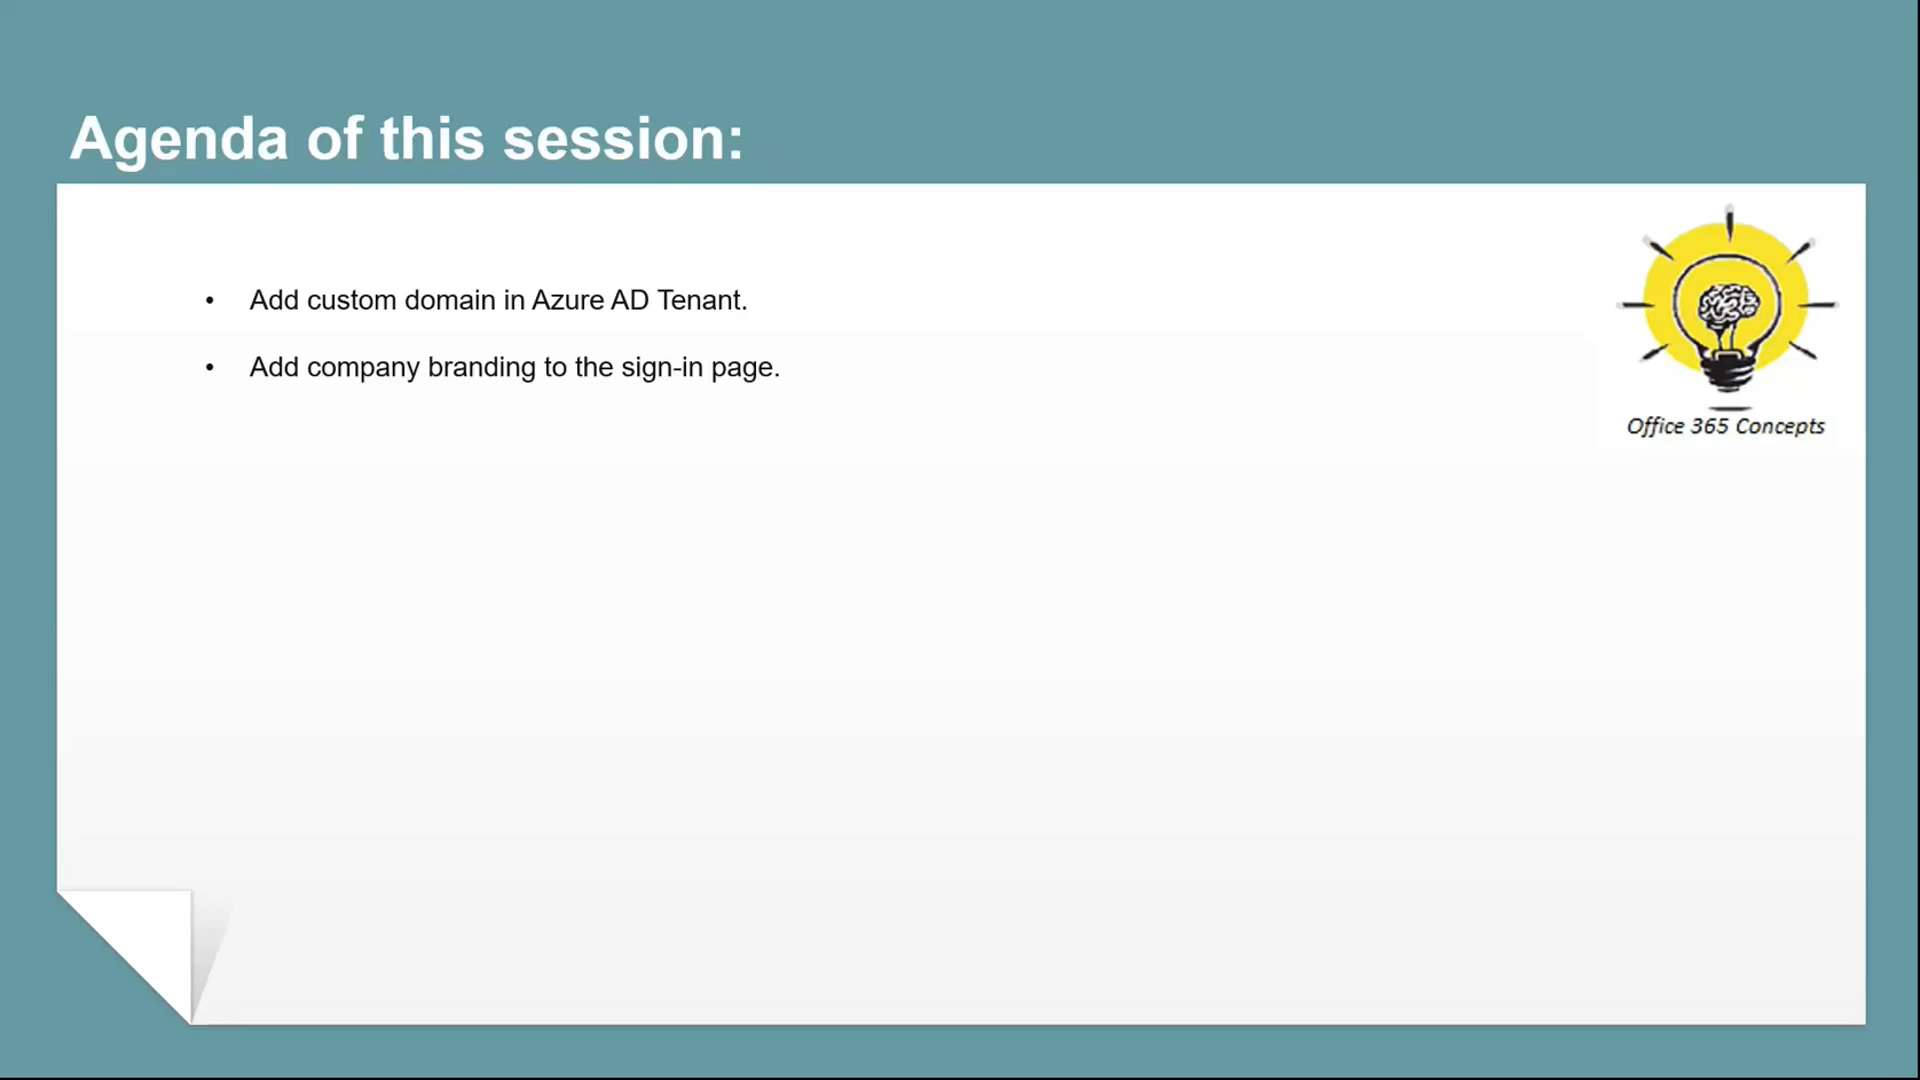 Agenda of this session:
• Add custom domain in Azure AD Tenant.
• Add company branding to the sign-in page.
Office 365 Concepts